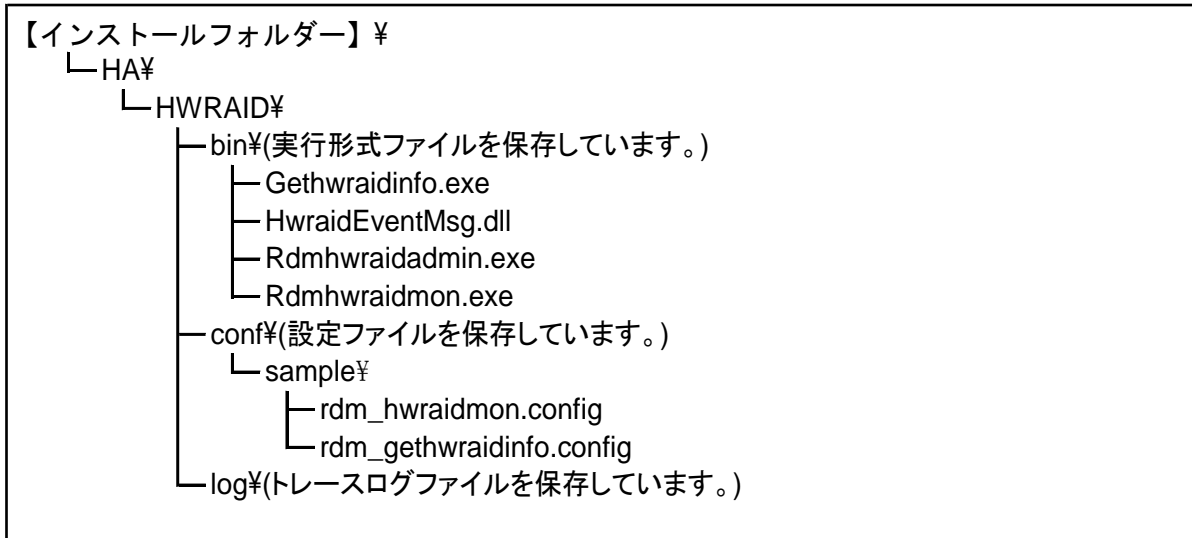 【インストールフォルダー】¥
HA¥
HWRAID¥
bin¥(実行形式ファイルを保存しています。)
Gethwraidinfo.exe
HwraidEventMsg.dll
Rdmhwraidadmin.exe
Rdmhwraidmon.exe
conf¥(設定ファイルを保存しています。)
sample¥
rdm_hwraidmon.config
rdm_gethwraidinfo.config
log¥(トレースログファイルを保存しています。)